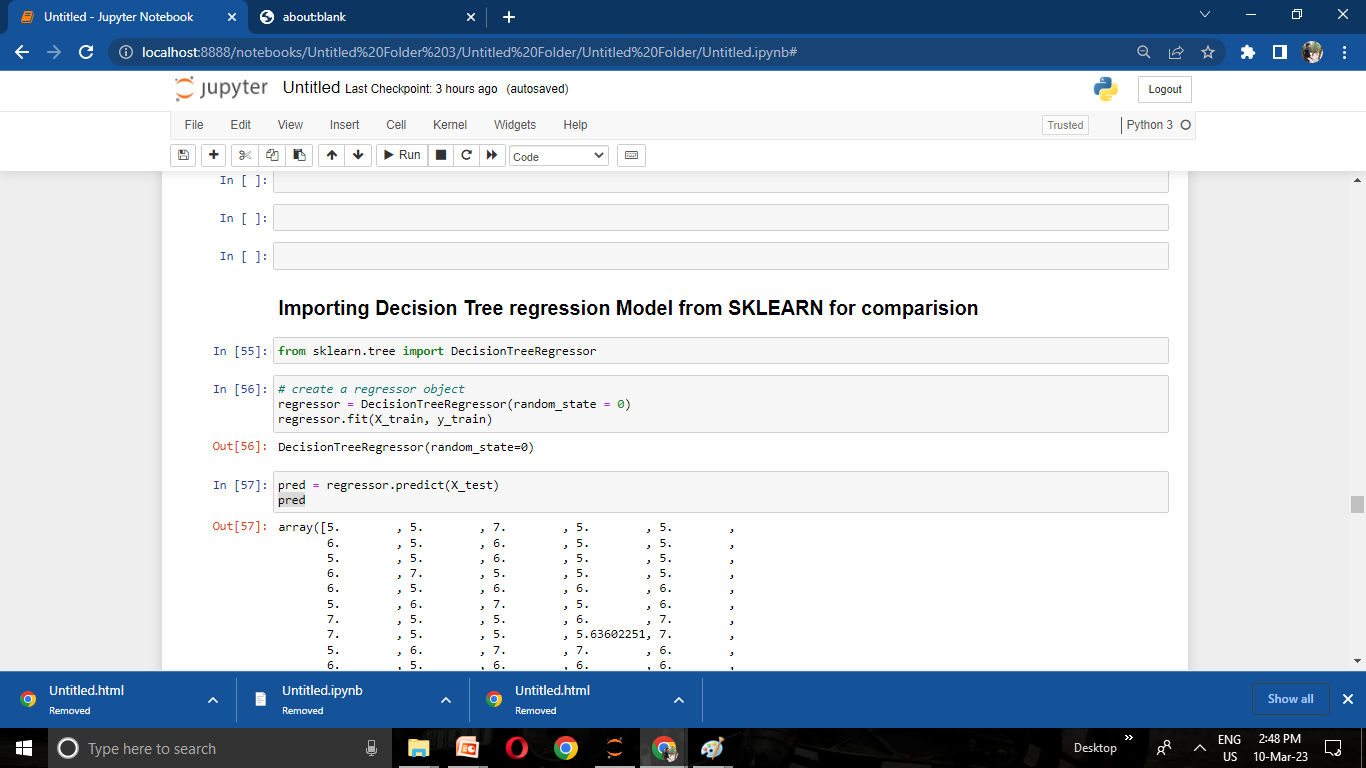 Untitled - Jupyter Notebook
about:blank
localhost:8888/notebooks/Untitled%20Folder%203/Untitled%20Folder/Untitled%20Folder/Untitled.ipynb#
jupyter Untitled Last Checkpoint: 3 hours ago (autosaved)
Logout
File Edit View Insert Cell Kernel Widgets Help
Trusted
Python 3
Run
Code
In [ ]:
In [ ]:
In [ ]:
Importing Decision Tree regression Model from SKLEARN for comparision
In [55]: from sklearn.tree import DecisionTreeRegressor
In [56]: # create a regressor object
regressor = DecisionTreeRegressor(random_state = 0)
regressor.fit(X_train, y_train)
Out[56]: DecisionTreeRegressor(random_state=0)
In [57]: pred = regressor.predict(X_test)
pred
Out[57]: array([5. , 5. , 7. , 5. , 5. ,
6. , 5. , 6. , 5. , 5. ,
5. , 5. , 6. , 5. , 5. ,
6. , 7. , 5. , 5. , 5. ,
6. , 5. , 6. , 6. , 6. ,
5. , 6. , 7. , 5. , 6. ,
7. , 5. , 5. , 6. , 7. ,
7. , 5. , 5. , 5.63602251, 7. ,
5. , 6. , 7. , 7. , 6. ,
6. , 5. , 6. , 6. , 6. ,
Untitled.html
Removed
Untitled.ipynb
Removed
Untitled.html
Removed
Show all
Type here to search
Desktop
ENG
US
2:48 PM
10-Mar-23